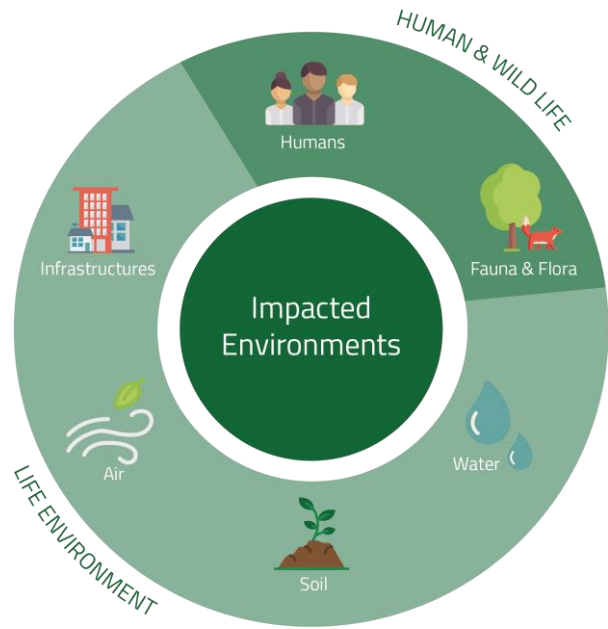 HUMAN & WILD LIFE
Humans
Infrastructures
Fauna & Flora
Impacted
Environments
Air
Water
Soil
LIFE ENVIRONMENT